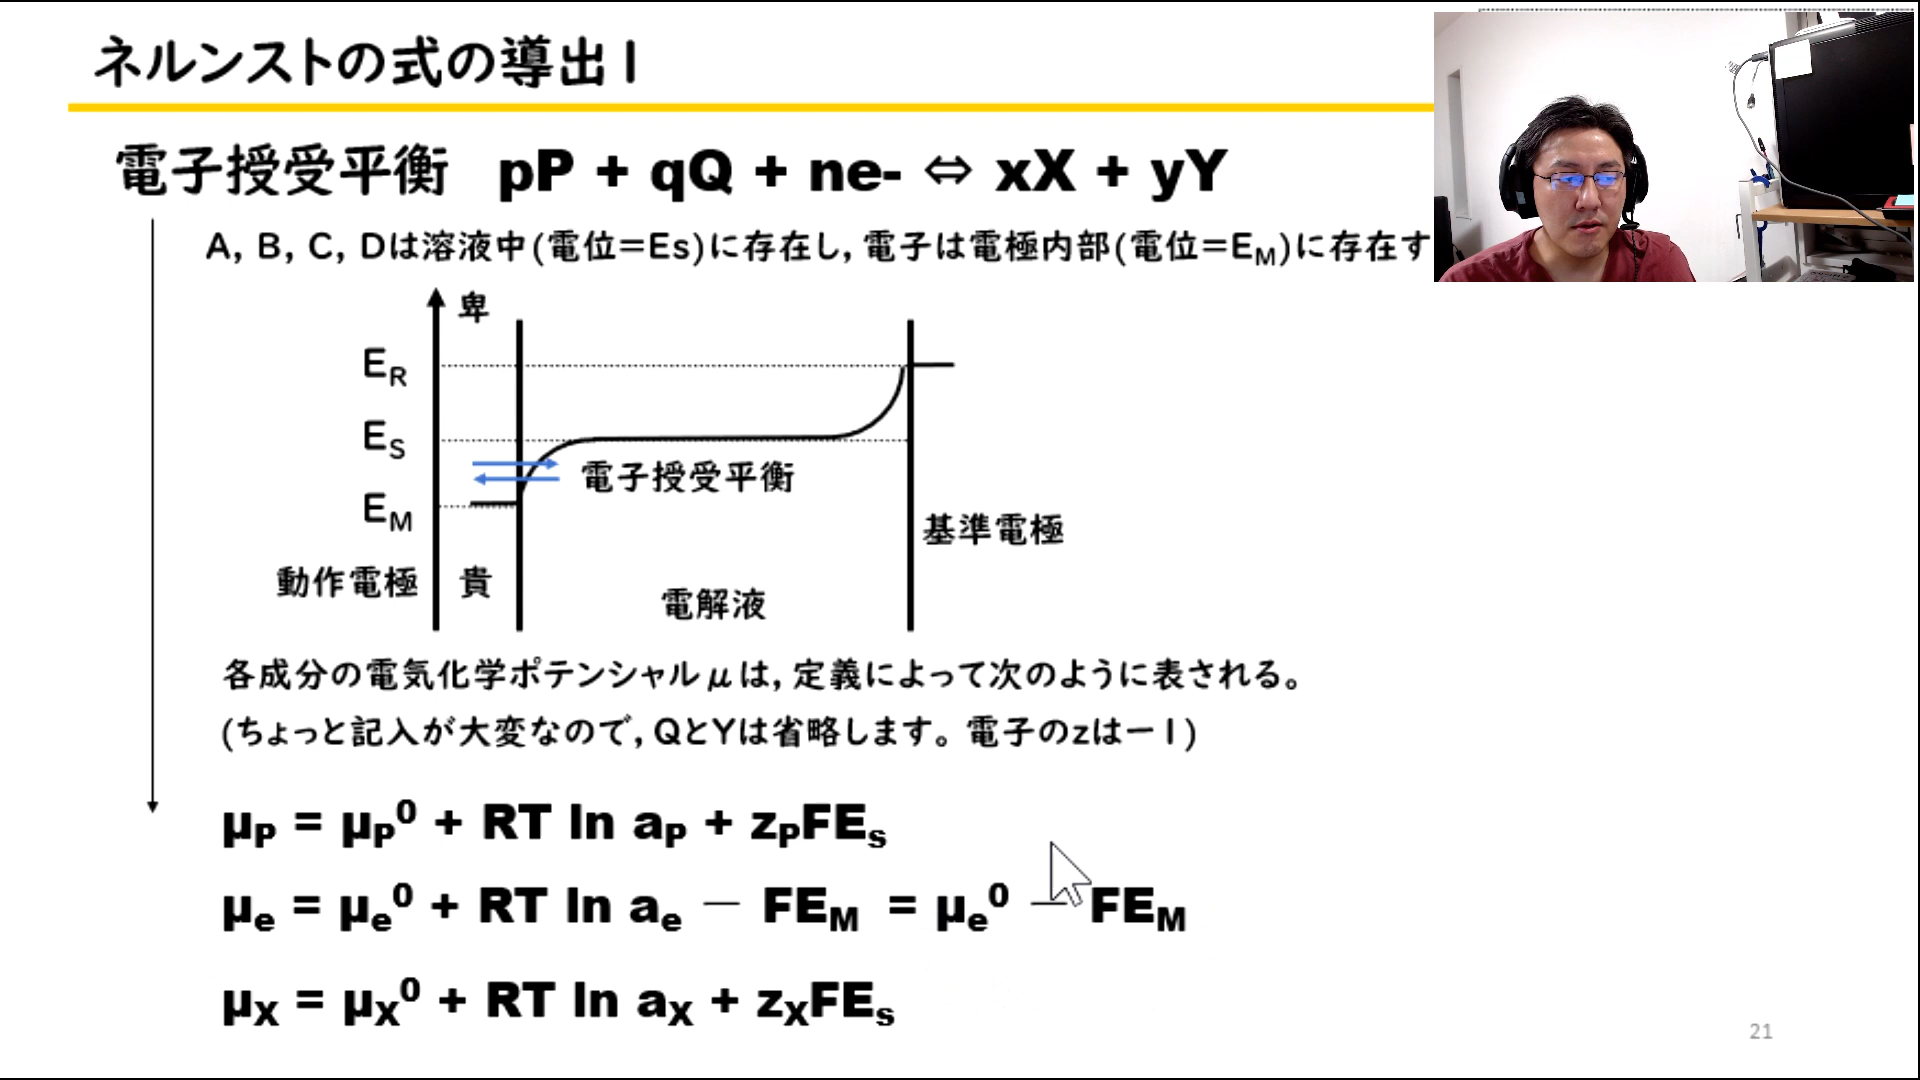 ネルンストの式の導出1
電子授受平衡 pP + qQ + ne- ⇔ xX + yY
A, B, C, Dは溶液中(電位=Es)に存在し, 電子は電極内部(電位=EM)に存在す
卑
ER
ES
電子授受平衡
EM
基準電極
動作電極 貴
電解液
各成分の電気化学ポテンシャルμは, 定義によって次のように表される。
(ちょっと記入が大変なので, QとYは省略します。 電子のzはー1)
μP = μP⁰ + RT ln aP + zPFEs
μe = μe⁰ + RT ln ae － FEM = μe⁰ － FEM
μX = μX⁰ + RT ln aX + zXFEs
21